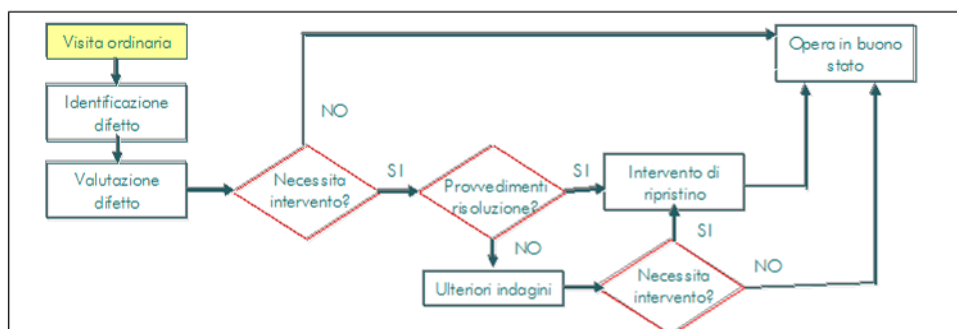 Visita ordinaria
Opera in buono
stato
Identificazione
difetto
NO
Valutazione
difetto
Necessita
intervento?
SI
Provvedimenti
risoluzione?
SI
Intervento di
ripristino
NO
SI
Ulteriori indagini
Necessita
intervento?
NO